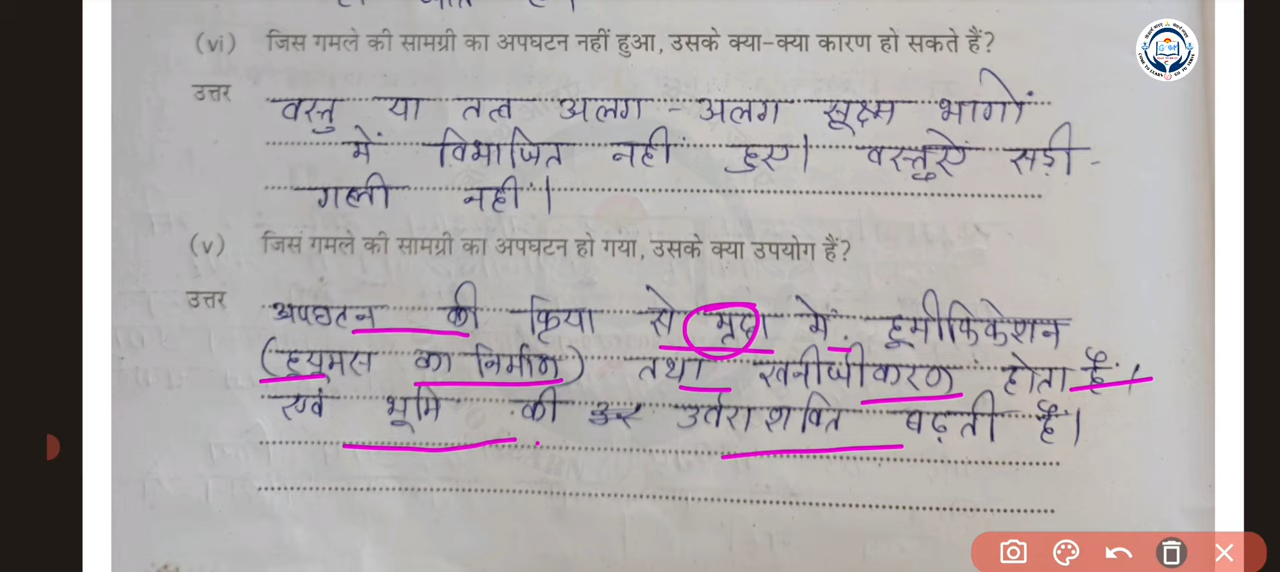 (vi) जिस गमले की सामग्री का अपघटन नहीं हुआ, उसके क्या-क्या कारण हो सकते हैं?
उत्तर वस्तु या तत्व अलग-अलग सूक्ष्म भागों
में विभाजित नहीं हुए। वस्तुएं सड़ी-
गली नहीं।
(v) जिस गमले की सामग्री का अपघटन हो गया, उसके क्या उपयोग हैं?
उत्तर अपघटन की क्रिया से मृदा में हूमीफिकेशन
(ह्यूमस का निर्माण) तथा खनीजीकरण होता है।
एवं भूमि की उर्वराशक्ति बढ़ती है।